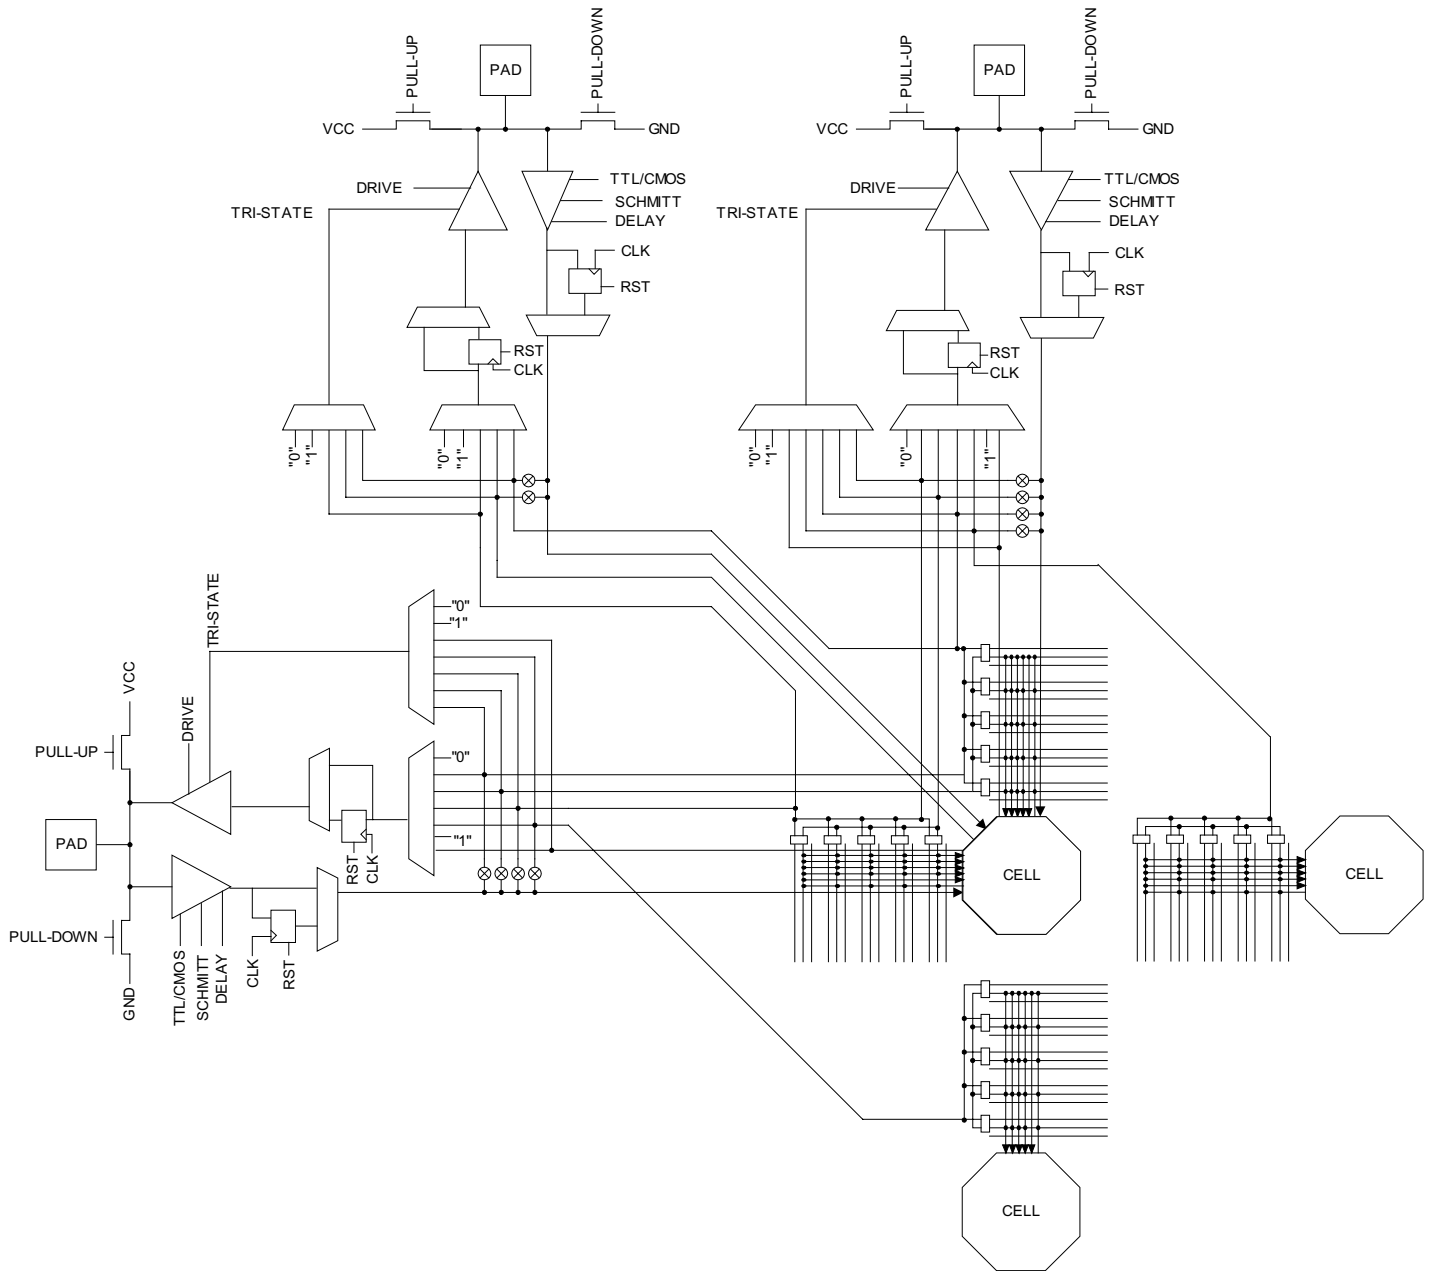 PULL-UP
PAD
PULL-DOWN
VCC
GND
DRIVE
TRI-STATE
TTL/CMOS
SCHMITT
DELAY
CLK
RST
RST
CLK
"0"
"1"
"0"
"1"
PULL-UP
PAD
PULL-DOWN
VCC
GND
DRIVE
TRI-STATE
TTL/CMOS
SCHMITT
DELAY
CLK
RST
RST
CLK
"0"
"1"
"0"
"1"
TRI-STATE
"0"
"1"
VCC
DRIVE
PULL-UP
"0"
PAD
"1"
RST
CLK
PULL-DOWN
GND
TTL/CMOS
SCHMITT
DELAY
CLK
RST
CELL
CELL
CELL